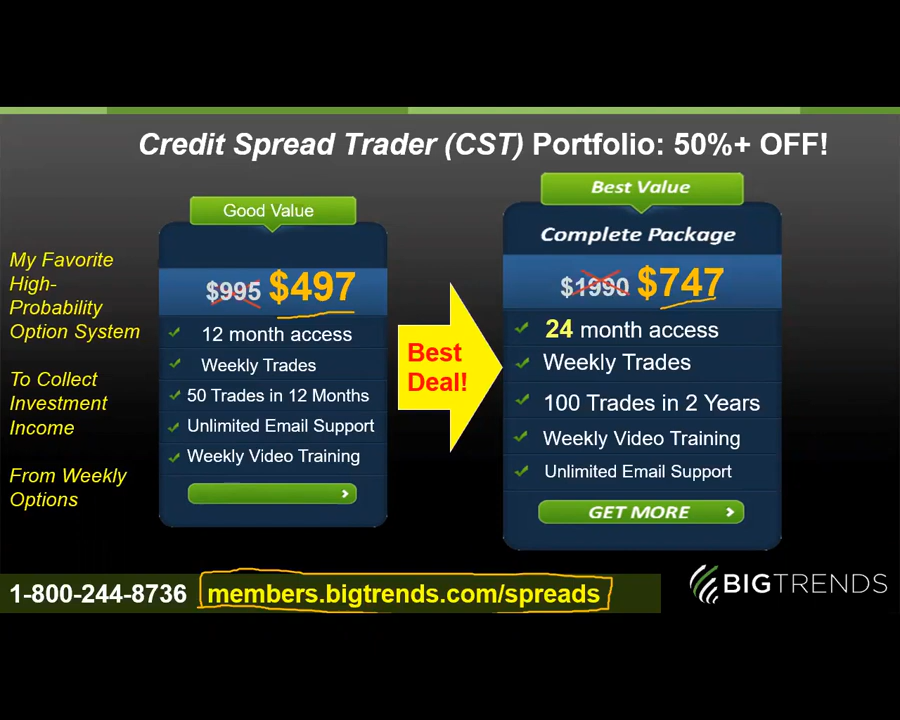 Credit Spread Trader (CST) Portfolio: 50%+ OFF!
My Favorite
High-
Probability
Option System
To Collect
Investment
Income
From Weekly
Options
Good Value
$995 $497
12 month access
Weekly Trades
50 Trades in 12 Months
Unlimited Email Support
Weekly Video Training
Best
Deal!
Best Value
Complete Package
$1990 $747
24 month access
Weekly Trades
100 Trades in 2 Years
Weekly Video Training
Unlimited Email Support
GET MORE
1-800-244-8736 members.bigtrends.com/spreads
BIGTRENDS